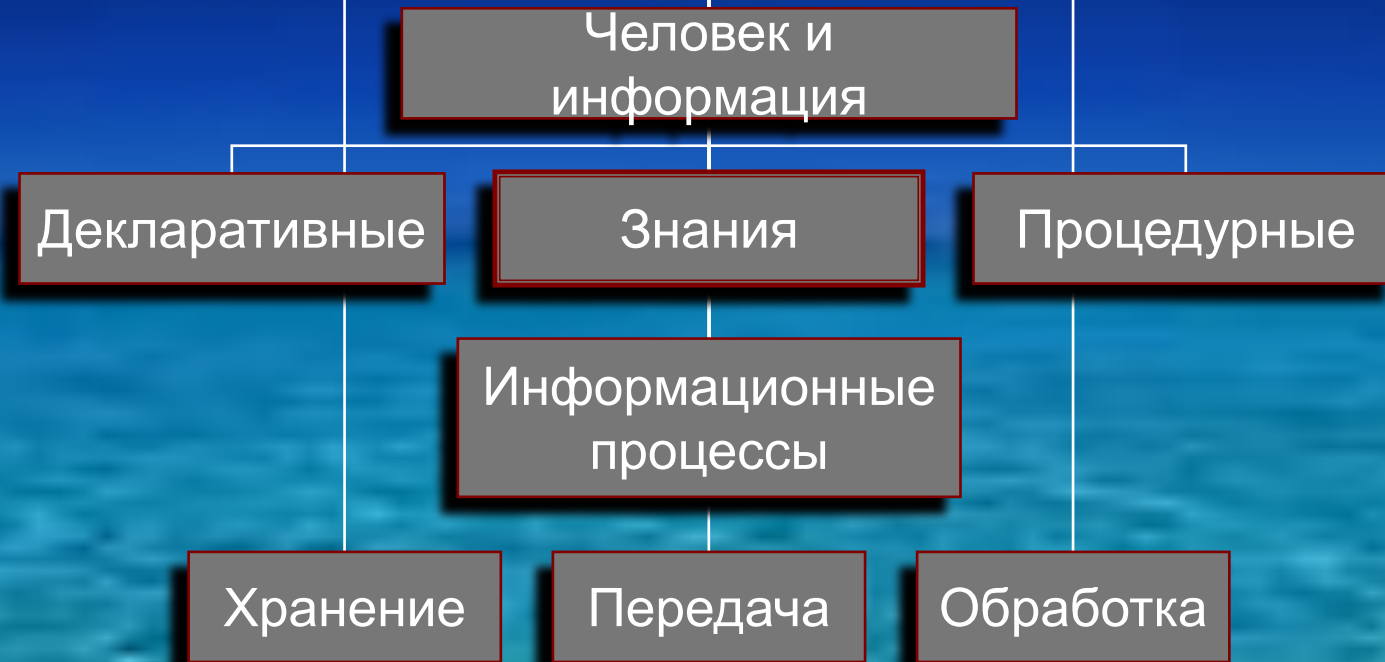 Человек и
информация
Декларативные
Знания
Процедурные
Информационные
процессы
Хранение
Передача
Обработка